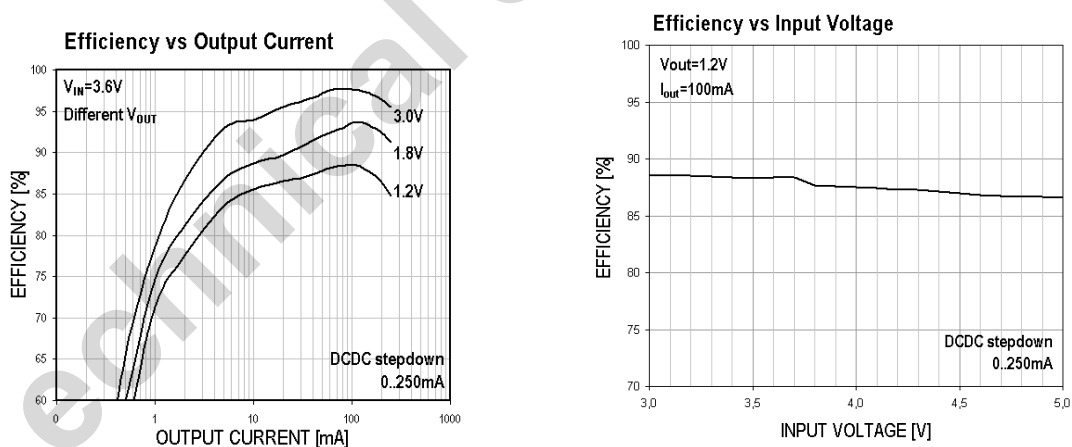 Efficiency vs Output Current
100
95
90
85
80
75
70
65
60
EFFICIENCY [%]
V_IN=3.6V
Different V_OUT
3.0V
1.8V
1.2V
DCDC stepdown
0..250mA
0
1
10
100
1000
OUTPUT CURRENT [mA]
Efficiency vs Input Voltage
100
95
90
85
80
75
70
EFFICIENCY [%]
Vout=1.2V
I_out=100mA
DCDC stepdown
0..250mA
3,0
3,5
4,0
4,5
5,0
INPUT VOLTAGE [V]
echnical